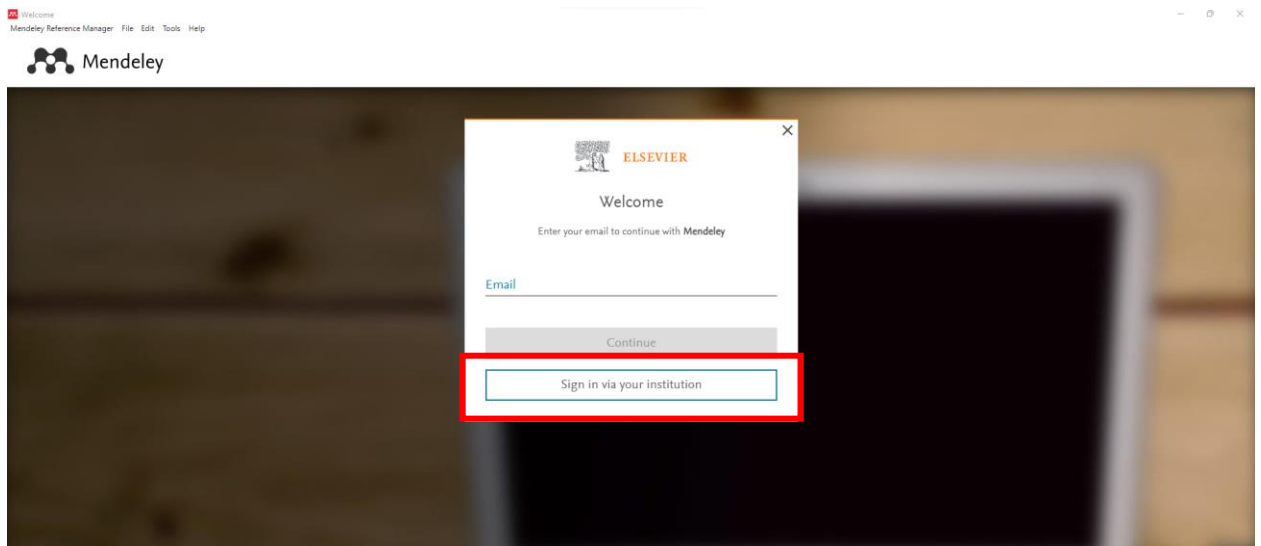 Welcome
Mendeley Reference Manager File Edit Tools Help
Mendeley
ELSEVIER
Welcome
Enter your email to continue with Mendeley
Email
Continue
Sign in via your institution